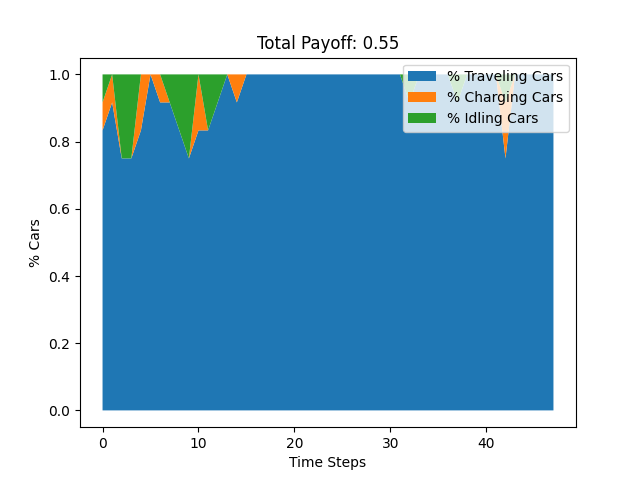 Total Payoff: 0.55
% Traveling Cars
% Charging Cars
% Idling Cars
% Cars
1.0
0.8
0.6
0.4
0.2
0.0
0 10 20 30 40
Time Steps